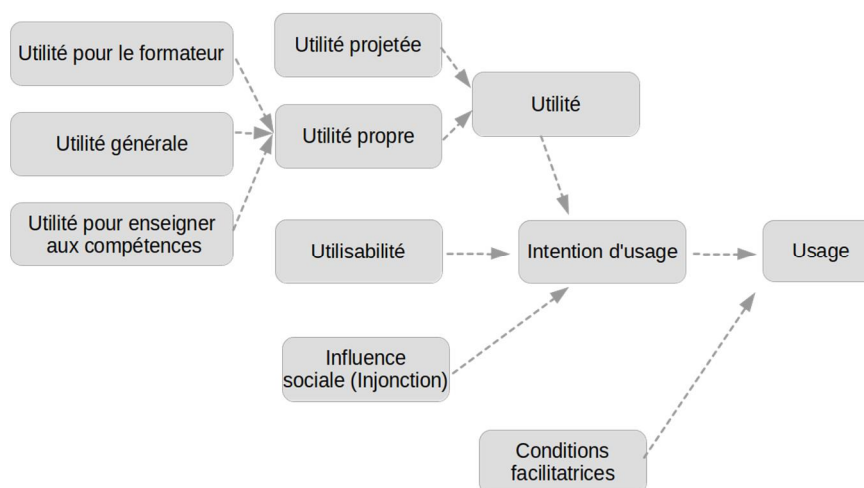 Utilité pour le formateur
Utilité projetée
Utilité
Utilité générale
Utilité propre
Utilité pour enseigner
aux compétences
Utilisabilité
Intention d'usage
Usage
Influence
sociale (Injonction)
Conditions
facilitatrices